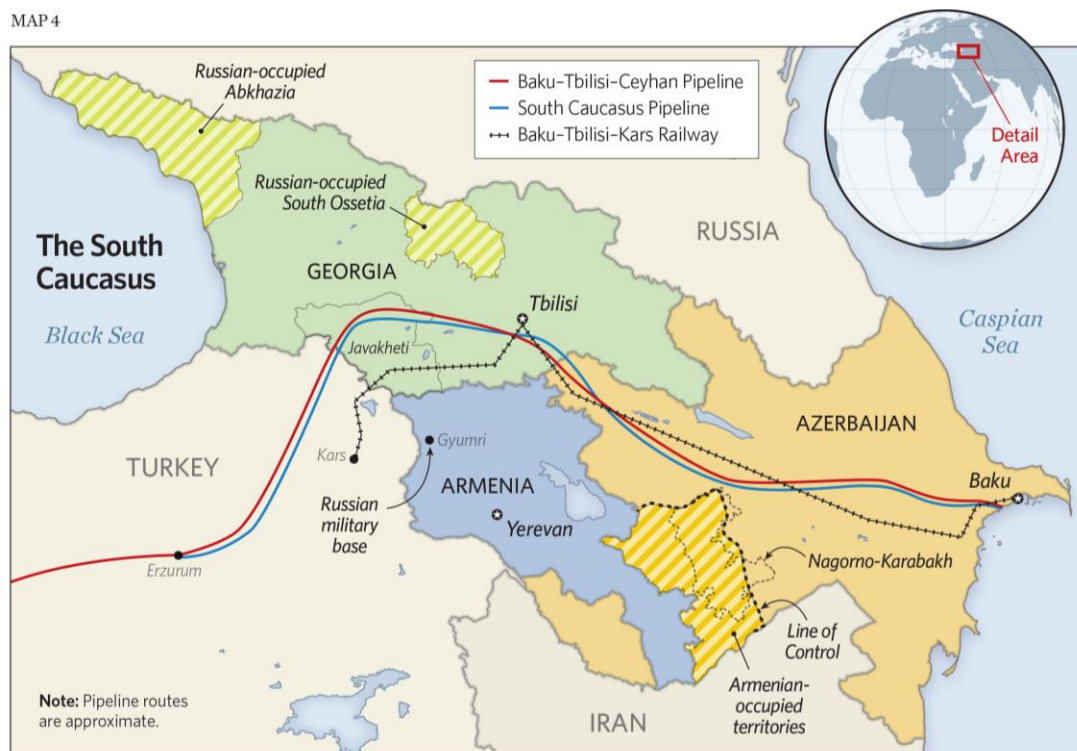 MAP 4
Russian-occupied
Abkhazia
Baku–Tbilisi–Ceyhan Pipeline
South Caucasus Pipeline
Baku–Tbilisi–Kars Railway
Detail
Area
Russian-occupied
South Ossetia
RUSSIA
The South
Caucasus
GEORGIA
Black Sea
Tbilisi
Caspian
Sea
Javakheti
AZERBAIJAN
TURKEY
Kars
Gyumri
ARMENIA
Baku
Russian
military
base
Yerevan
Nagorno-Karabakh
Erzurum
Line of
Control
Armenian-
occupied
territories
Note: Pipeline routes
are approximate.
IRAN